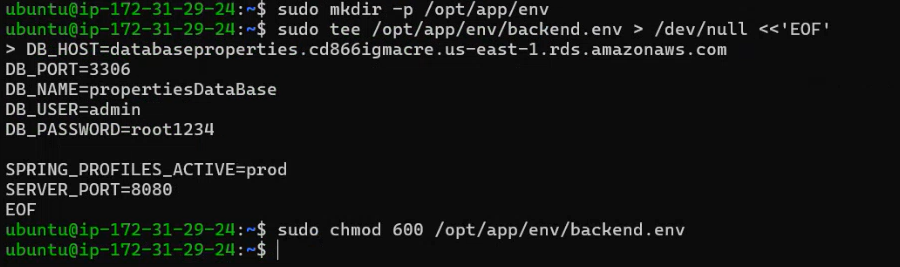 ubuntu@ip-172-31-29-24:~$ sudo mkdir -p /opt/app/env
ubuntu@ip-172-31-29-24:~$ sudo tee /opt/app/env/backend.env > /dev/null <<'EOF'
> DB_HOST=databaseproperties.cd866igmacre.us-east-1.rds.amazonaws.com
DB_PORT=3306
DB_NAME=propertiesDataBase
DB_USER=admin
DB_PASSWORD=root1234

SPRING_PROFILES_ACTIVE=prod
SERVER_PORT=8080
EOF
ubuntu@ip-172-31-29-24:~$ sudo chmod 600 /opt/app/env/backend.env
ubuntu@ip-172-31-29-24:~$